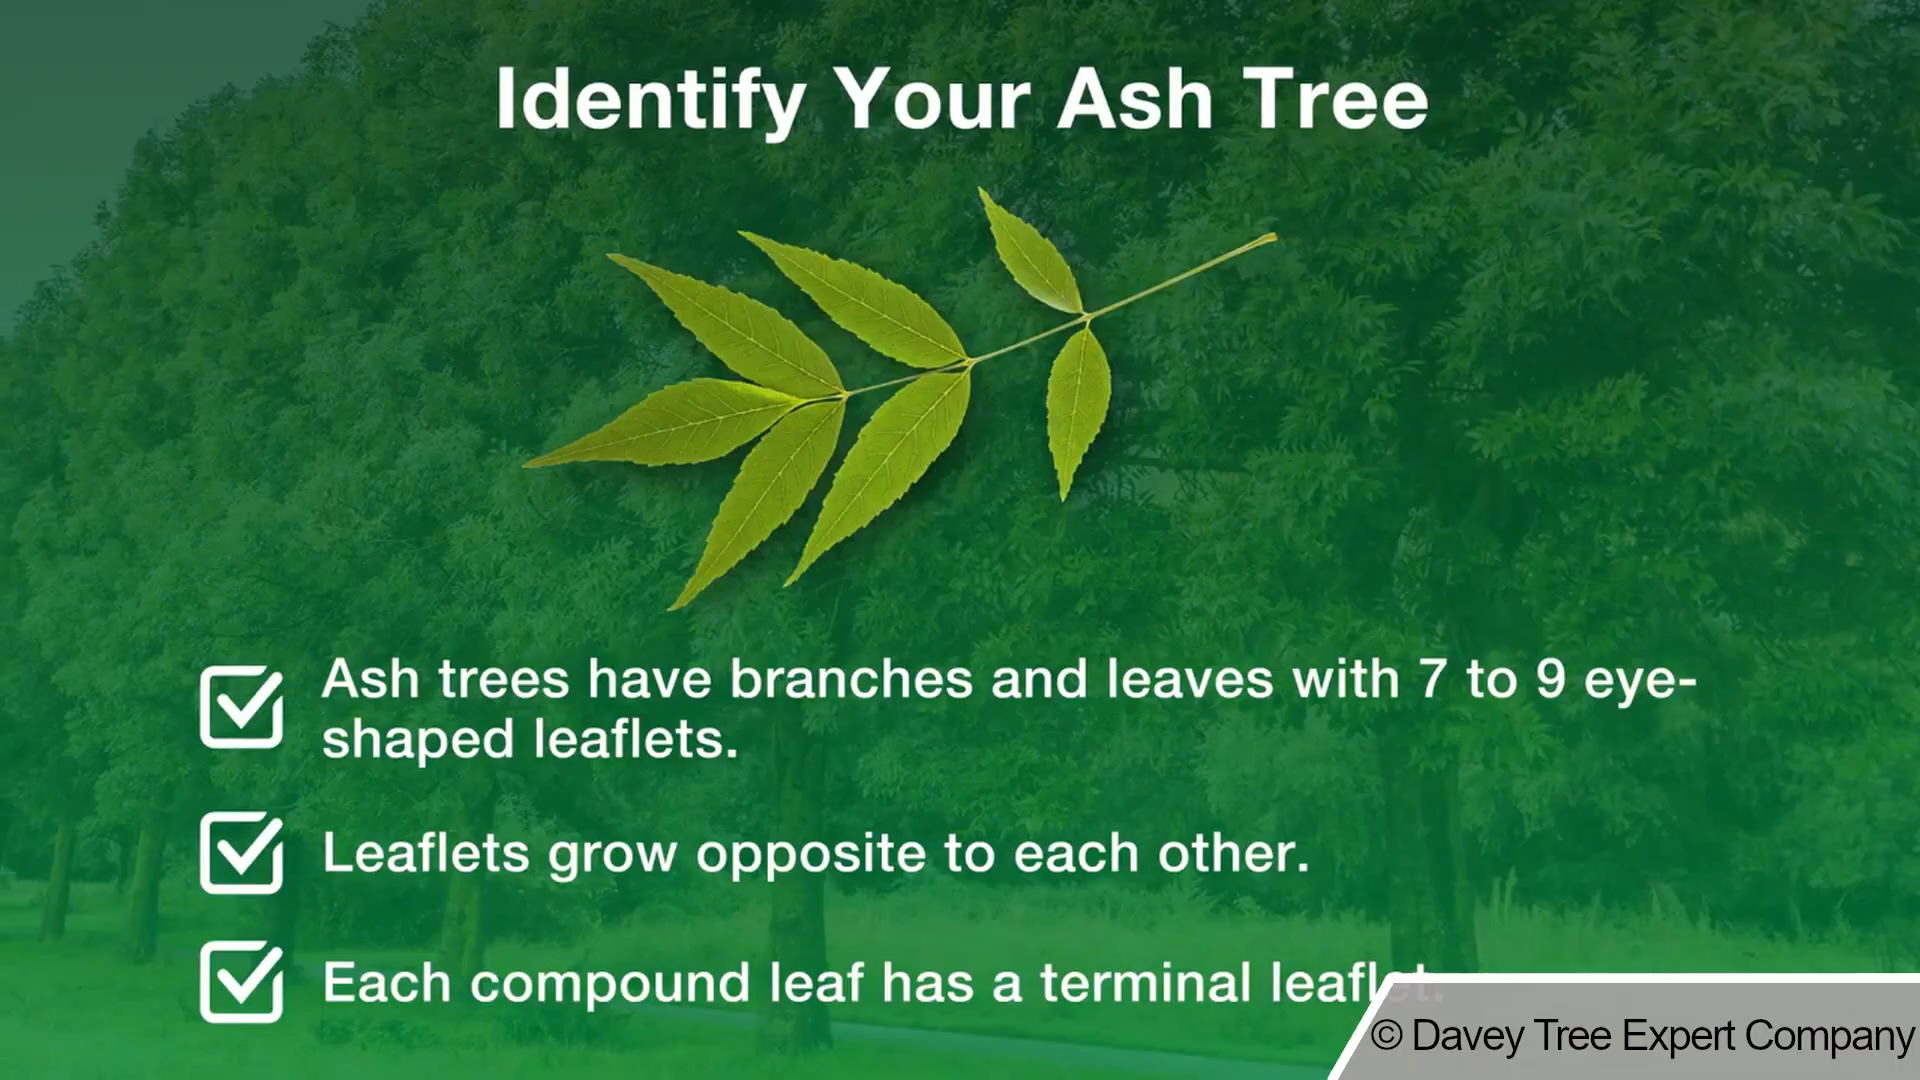 Identify Your Ash Tree
Ash trees have branches and leaves with 7 to 9 eye-
shaped leaflets.
Leaflets grow opposite to each other.
Each compound leaf has a terminal leaflet.
© Davey Tree Expert Company